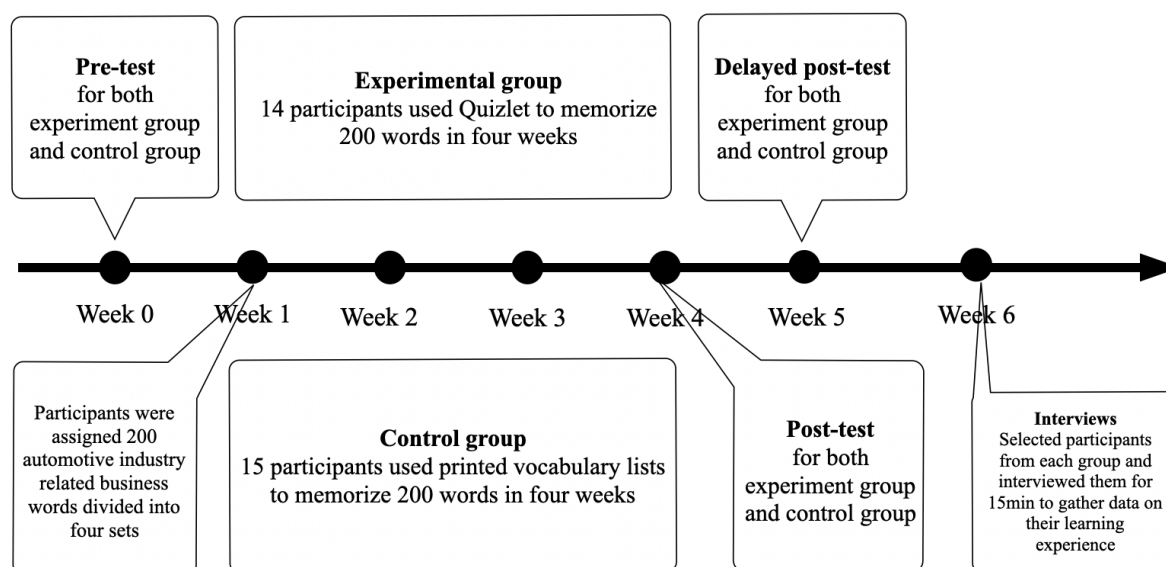 Pre-test
for both
experiment group
and control group
Experimental group
14 participants used Quizlet to memorize
200 words in four weeks
Delayed post-test
for both
experiment group
and control group
Week 0
Week 1
Week 2
Week 3
Week 4
Week 5
Week 6
Participants were
assigned 200
automotive industry
related business
words divided into
four sets
Control group
15 participants used printed vocabulary lists
to memorize 200 words in four weeks
Post-test
for both
experiment group
and control group
Interviews
Selected participants
from each group and
interviewed them for
15min to gather data on
their learning
experience